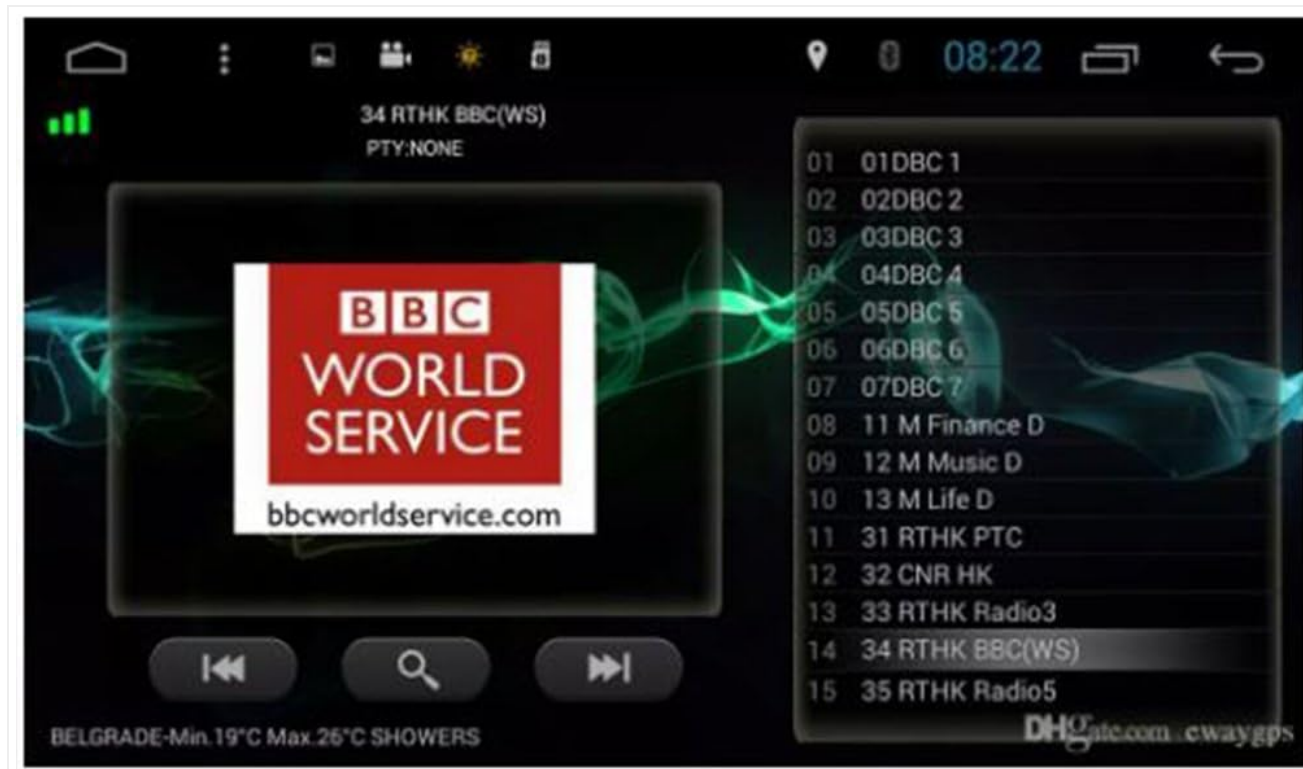 08:22
34 RTHK BBC(WS)
PTY:NONE
BBC
WORLD
SERVICE
bbcworldservice.com
01 01DBC 1
02 02DBC 2
03 03DBC 3
04 04DBC 4
05 05DBC 5
06 06DBC 6
07 07DBC 7
08 11 M Finance D
09 12 M Music D
10 13 M Life D
11 31 RTHK PTC
12 32 CNR HK
13 33 RTHK Radio3
14 34 RTHK BBC(WS)
15 35 RTHK Radio5
BELGRADE-Min.19°C Max.26°C SHOWERS
DHgate.com ewaygps